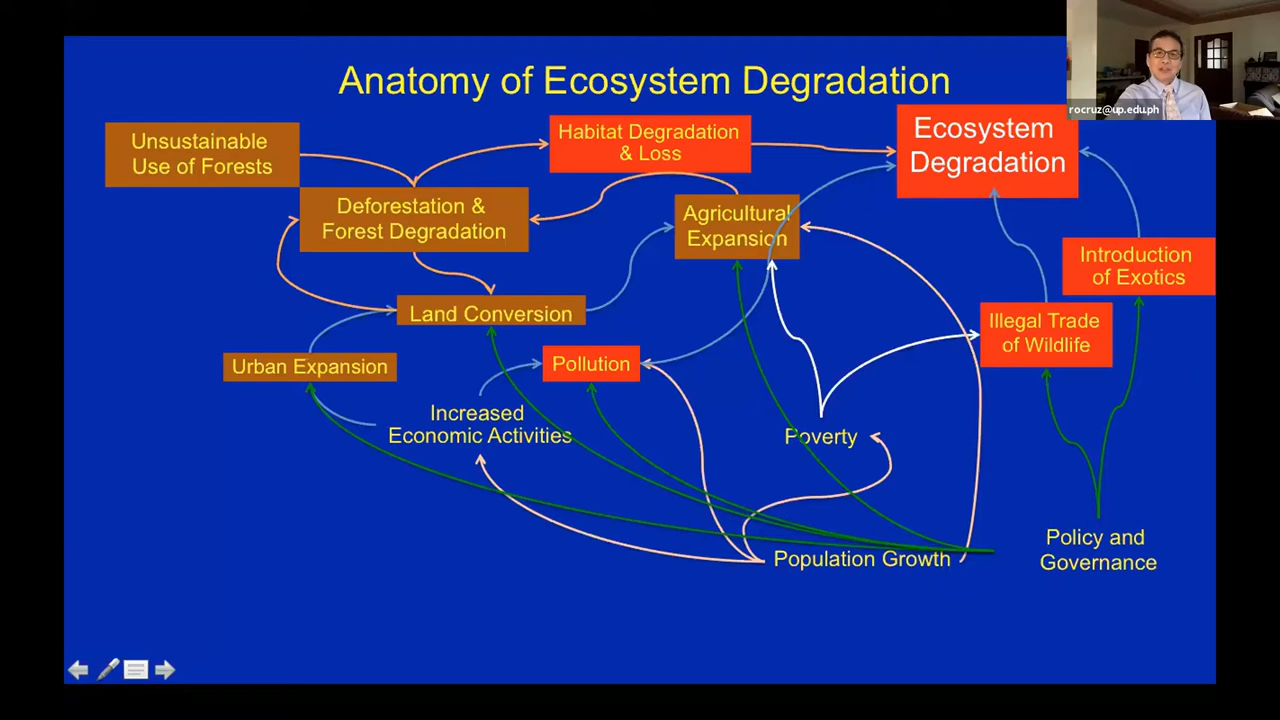 Anatomy of Ecosystem Degradation
rocruz@up.edu.ph
Unsustainable
Use of Forests
Habitat Degradation
& Loss
Ecosystem
Degradation
Deforestation &
Forest Degradation
Agricultural
Expansion
Introduction
of Exotics
Land Conversion
Illegal Trade
of Wildlife
Urban Expansion
Pollution
Increased
Economic Activities
Poverty
Population Growth
Policy and
Governance